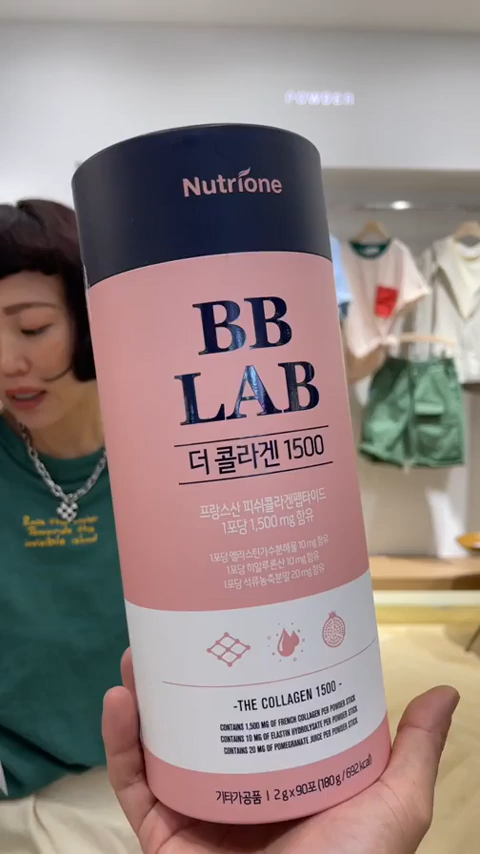 POWDER
Nutrione
BB
LAB
더 콜라겐 1500
프랑스산 피쉬콜라겐펩타이드
1포당 1,500 mg 함유
1포당 엘라스틴가수분해물 10 mg 함유
1포당 히알루론산 10 mg 함유
1포당 석류농축분말 20 mg 함유
-THE COLLAGEN 1500-
CONTAINS 1,500 MG OF FRENCH COLLAGEN PER POWDER STICK
CONTAINS 10 MG OF ELASTIN HYDROLYSATE PER POWDER STICK
CONTAINS 20 MG OF POMEGRANATE JUICE PER POWDER STICK
기타가공품 | 2 g x 90포 (180 g / 692 kcal)